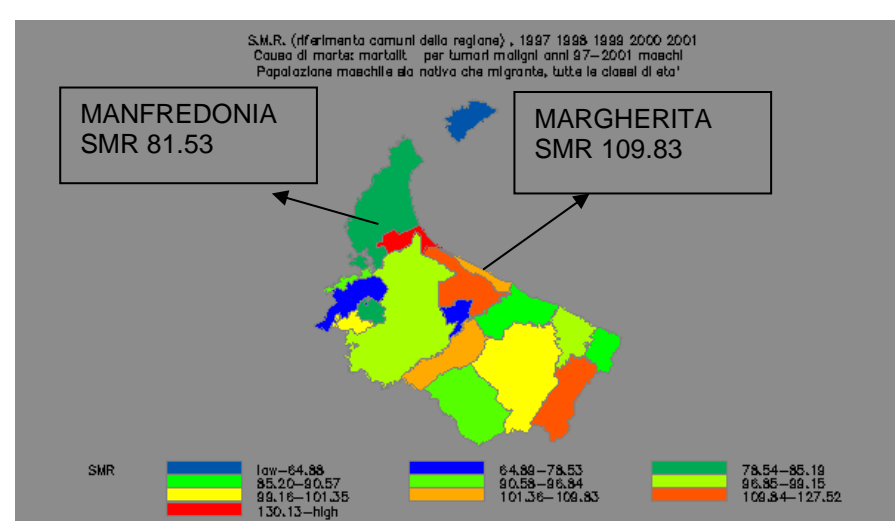 S.M.R. (riferimento comuni della regione) , 1997 1998 1999 2000 2001
Causa di morte: mortalit per tumori maligni anni 97-2001 maschi
Popolazione maschile sia nativa che migrante, tutte le classi di eta'
MANFREDONIA
SMR 81.53
MARGHERITA
SMR 109.83
SMR
low-64.88
64.89-78.53
78.54-85.19
85.20-90.57
90.58-96.84
96.85-99.15
99.16-101.35
101.36-109.83
109.84-127.52
130.13-high